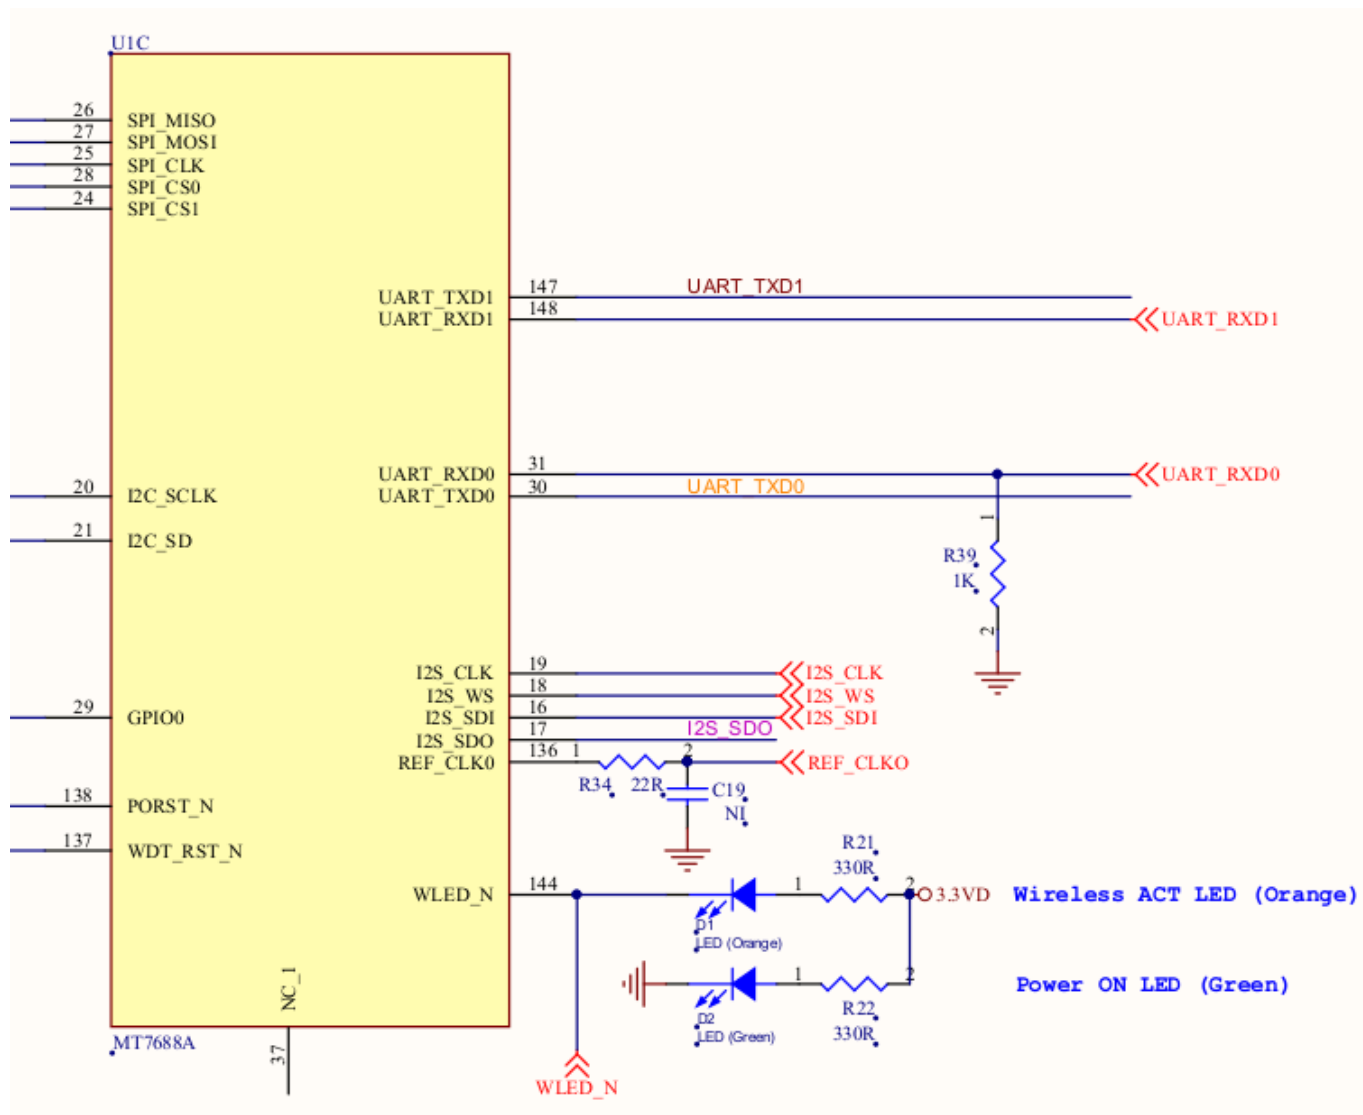 U1C
26 SPI_MISO
27 SPI_MOSI
25 SPI_CLK
28 SPI_CS0
24 SPI_CS1
UART_TXD1 147 UART_TXD1
UART_RXD1 148 UART_RXD1
UART_RXD0 31 UART_RXD0
20 I2C_SCLK UART_TXD0 30 UART_TXD0
1
21 I2C_SD
R39
1K
2
I2S_CLK 19 I2S_CLK
I2S_WS 18 I2S_WS
29 GPIO0 I2S_SDI 16 I2S_SDI
I2S_SDO 17 I2S_SDO
REF_CLK0 136 1 2 REF_CLKO
R34 22R C19
NI
138 PORST_N
137 WDT_RST_N
R21
330R
WLED_N 144 1 2 3.3VD Wireless ACT LED (Orange)
D1
LED (Orange)
NC_1
1 2 Power ON LED (Green)
R22
D2
LED (Green) 330R
MT7688A
37
WLED_N